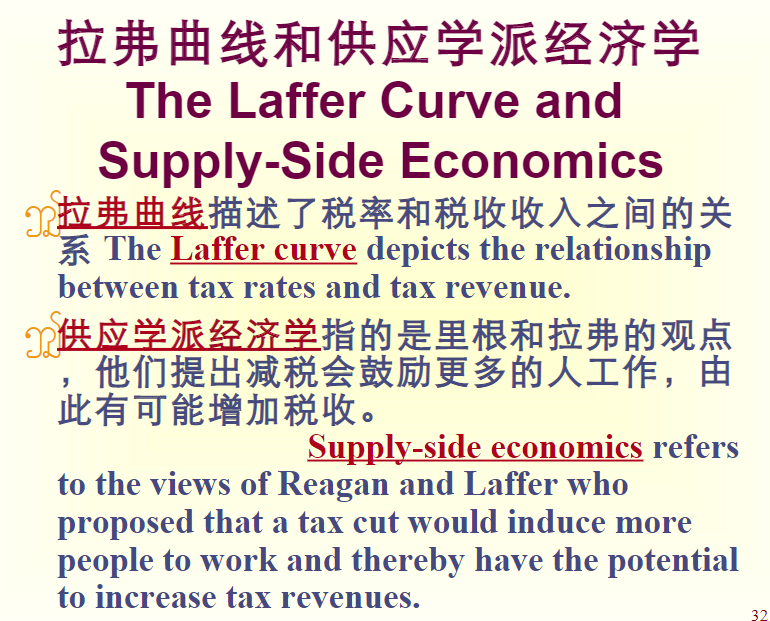 拉弗曲线和供应学派经济学
The Laffer Curve and
Supply-Side Economics
拉弗曲线描述了税率和税收收入之间的关
系 The Laffer curve depicts the relationship
between tax rates and tax revenue.
供应学派经济学指的是里根和拉弗的观点
，他们提出减税会鼓励更多的人工作，由
此有可能增加税收。
Supply-side economics refers
to the views of Reagan and Laffer who
proposed that a tax cut would induce more
people to work and thereby have the potential
to increase tax revenues.
32